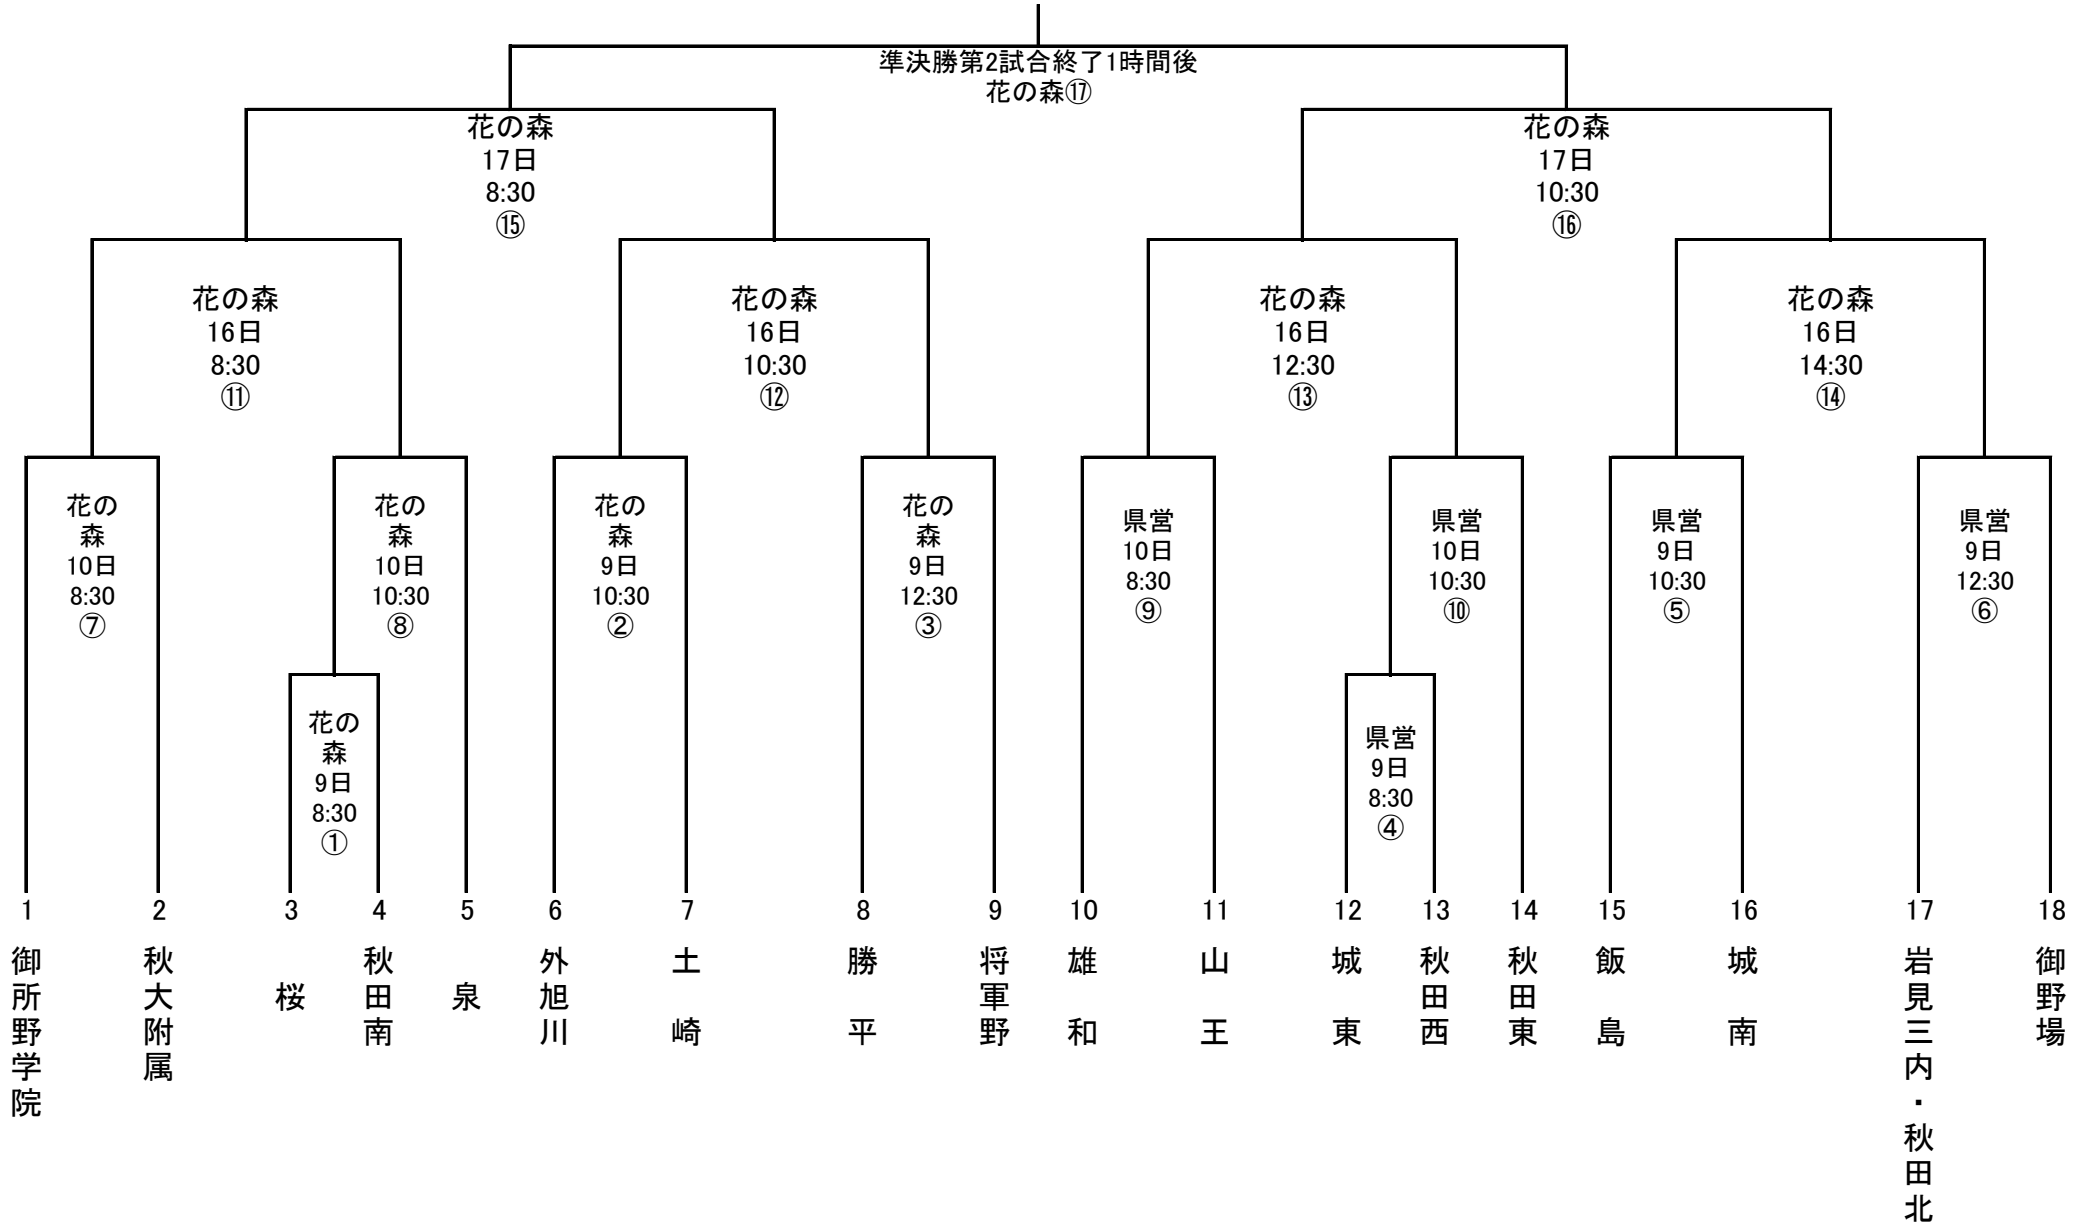 準決勝第2試合終了1時間後
花の森⑰
花の森
17日
8:30
⑮
花の森
17日
10:30
⑯
花の森
16日
8:30
⑪
花の森
16日
10:30
⑫
花の森
16日
12:30
⑬
花の森
16日
14:30
⑭
花の
森
10日
8:30
⑦
花の
森
10日
10:30
⑧
花の
森
9日
10:30
②
花の
森
9日
12:30
③
県営
10日
8:30
⑨
県営
10日
10:30
⑩
県営
9日
10:30
⑤
県営
9日
12:30
⑥
花の
森
9日
8:30
①
県営
9日
8:30
④
1
御所野学院
2
秋大附属
3
桜
4
秋田南
5
泉
6
外旭川
7
土崎
8
勝平
9
将軍野
10
雄和
11
山王
12
城東
13
秋田西
14
秋田東
15
飯島
16
城南
17
岩見三内・秋田北
18
御野場